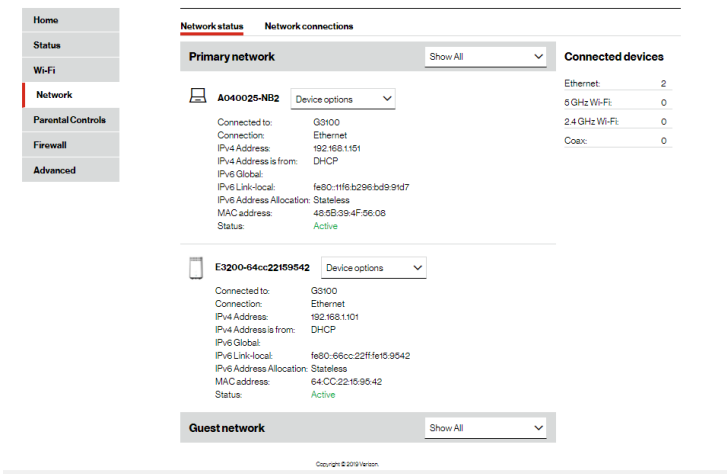 Home
Status
Wi-Fi
Network
Parental Controls
Firewall
Advanced
Network status Network connections
Primary network Show All
A040025-NB2 Device options
Connected to: G3100
Connection: Ethernet
IPv4 Address: 192.168.1.151
IPv4 Address is from: DHCP
IPv6 Global:
IPv6 Link-local: fe80::11f6:b296:bd9:91d7
IPv6 Address Allocation: Stateless
MAC address: 48:5B:39:4F:56:08
Status: Active
E3200-64cc22159542 Device options
Connected to: G3100
Connection: Ethernet
IPv4 Address: 192.168.1.101
IPv4 Address is from: DHCP
IPv6 Global:
IPv6 Link-local: fe80::66cc:22ff:fe15:9542
IPv6 Address Allocation: Stateless
MAC address: 64:CC:22:15:95:42
Status: Active
Guest network Show All
Connected devices
Ethernet: 2
5 GHz Wi-Fi: 0
2.4 GHz Wi-Fi: 0
Coax: 0
Copyright © 2019 Verizon